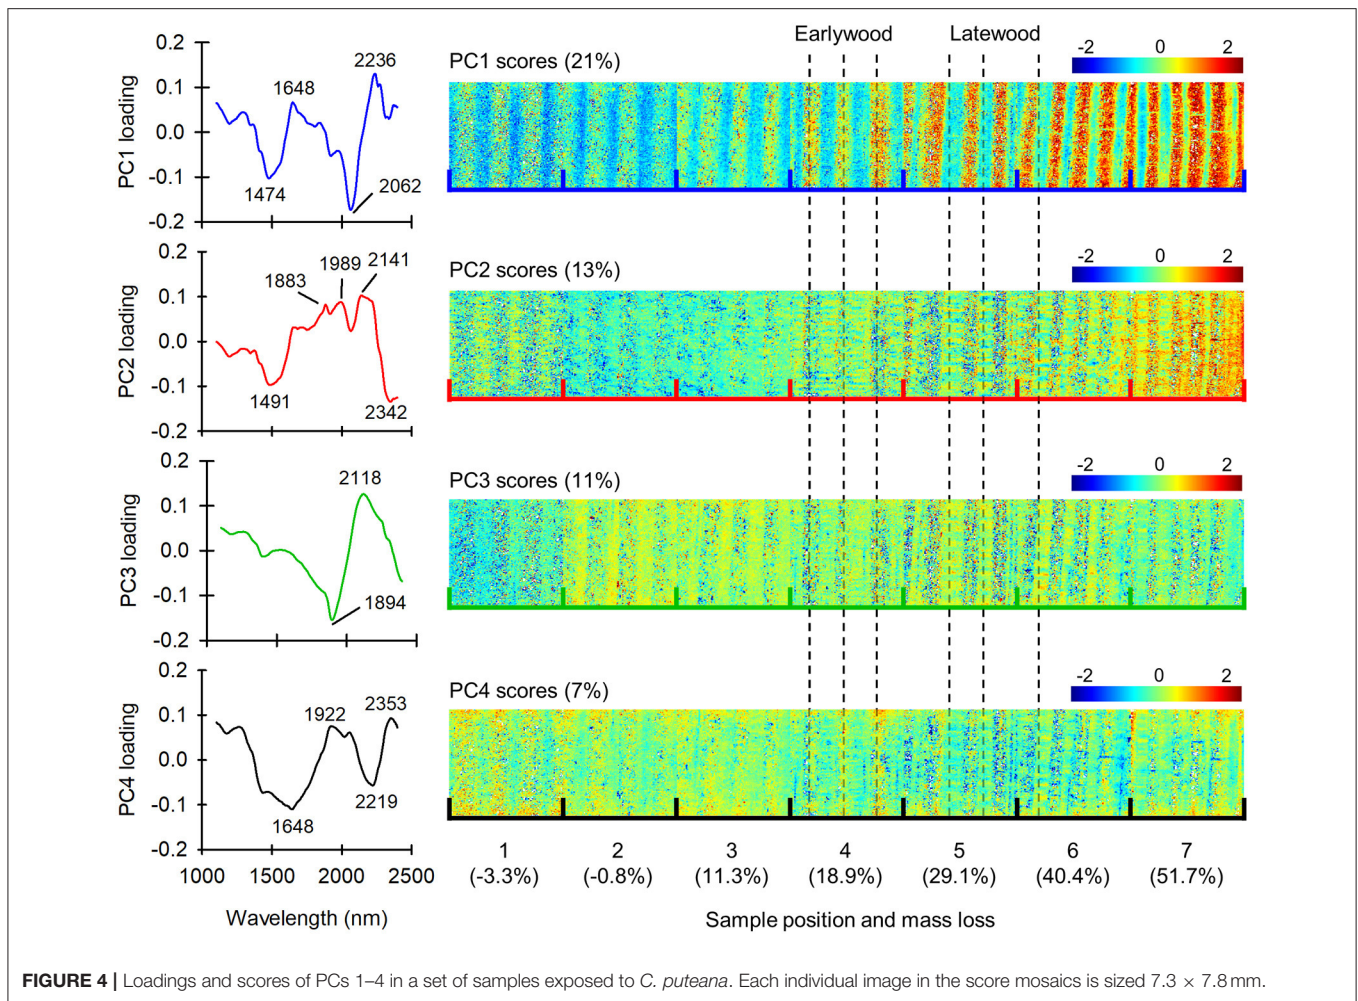 Earlywood Latewood
0.2
0.1
0.0
-0.1
-0.2
PC1 loading
1474
1648
2062
2236
PC1 scores (21%)
-2 0 2
0.2
0.1
0.0
-0.1
-0.2
PC2 loading
1491
1883
1989
2141
2342
PC2 scores (13%)
-2 0 2
0.2
0.1
0.0
-0.1
-0.2
PC3 loading
2118
1894
PC3 scores (11%)
-2 0 2
0.2
0.1
0.0
-0.1
-0.2
PC4 loading
1648
1922
2219
2353
PC4 scores (7%)
-2 0 2
1000 1500 2000 2500
Wavelength (nm)
1 2 3 4 5 6 7
(-3.3%) (-0.8%) (11.3%) (18.9%) (29.1%) (40.4%) (51.7%)
Sample position and mass loss
FIGURE 4 | Loadings and scores of PCs 1–4 in a set of samples exposed to C. puteana. Each individual image in the score mosaics is sized 7.3 × 7.8 mm.